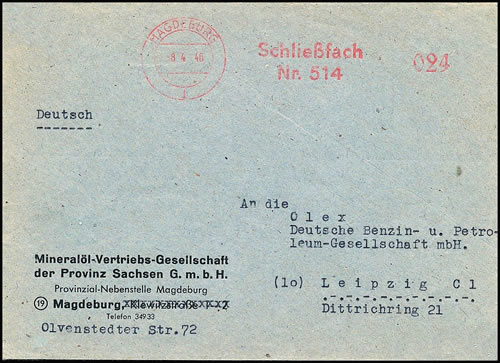 MAGDEBURG
-8.4.46
Schließfach
Nr. 514
024
Deutsch
An die
Olex
Deutsche Benzin- u. Petro-
leum-Gesellschaft mbH.
(10) Leipzig C1
Dittrichring 21
Mineralöl-Vertriebs-Gesellschaft
der Provinz Sachsen G.m.b.H.
Provinzial-Nebenstelle Magdeburg
(19) Magdeburg, Klewitzstraße
Telefon 34933
Olvenstedter Str.72